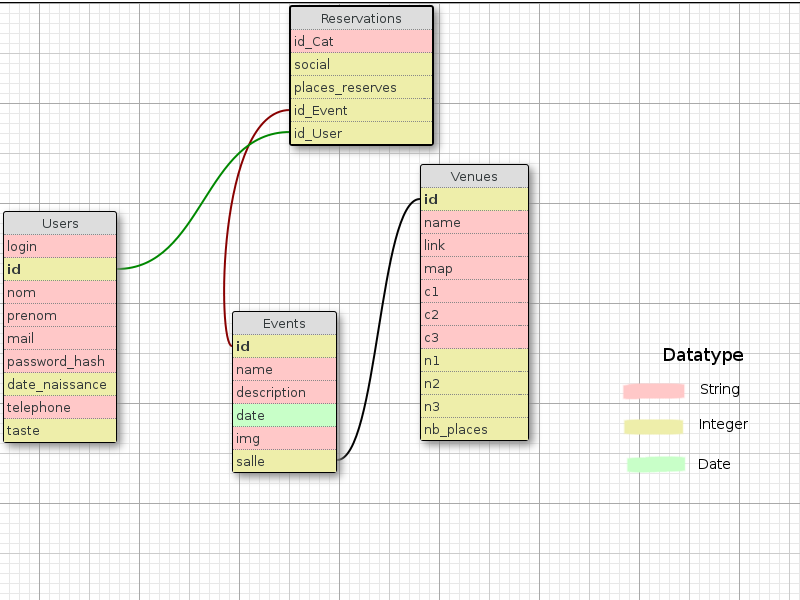 Reservations
id_Cat
social
places_reserves
id_Event
id_User
Users
login
id
nom
prenom
mail
password_hash
date_naissance
telephone
taste
Events
id
name
description
date
img
salle
Venues
id
name
link
map
c1
c2
c3
n1
n2
n3
nb_places
Datatype
String
Integer
Date